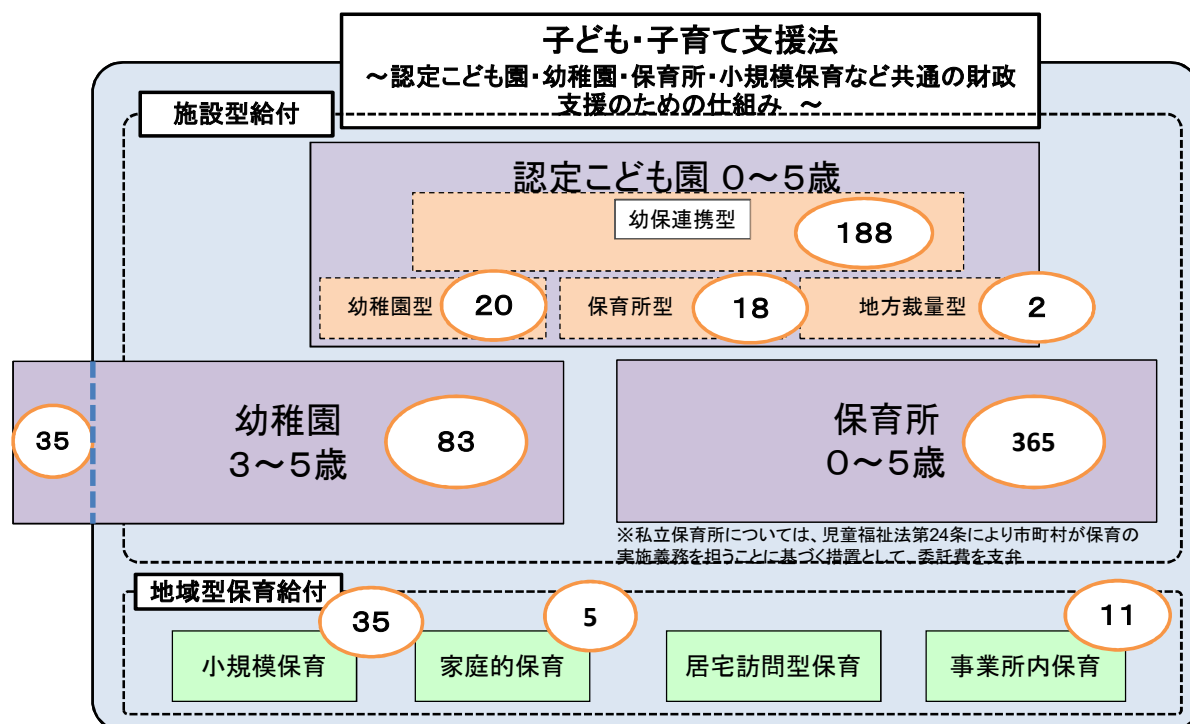 子ども・子育て支援法
～認定こども園・幼稚園・保育所・小規模保育など共通の財政
支援のための仕組み ～
施設型給付
認定こども園 ０～５歳
幼保連携型
188
幼稚園型
20
保育所型
18
地方裁量型
2
35
幼稚園
３～５歳
83
保育所
０～５歳
365
※私立保育所については、児童福祉法第24条により市町村が保育の
実施義務を担うことに基づく措置として、委託費を支弁
地域型保育給付
35
5
11
小規模保育
家庭的保育
居宅訪問型保育
事業所内保育